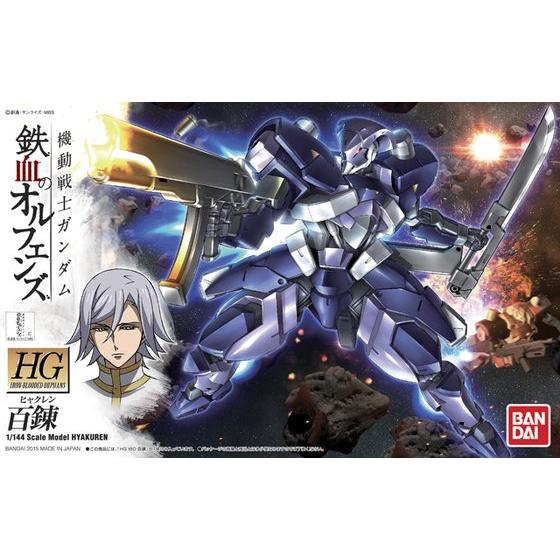 ©創通・サンライズ・MBS
機動戦士ガンダム
鉄血のオルフェンズ
HG
IRON-BLOODED ORPHANS
ヒャクレン
百錬
1/144 Scale Model HYAKUREN
BANDAI 2015 MADE IN JAPAN
BAN
DAI